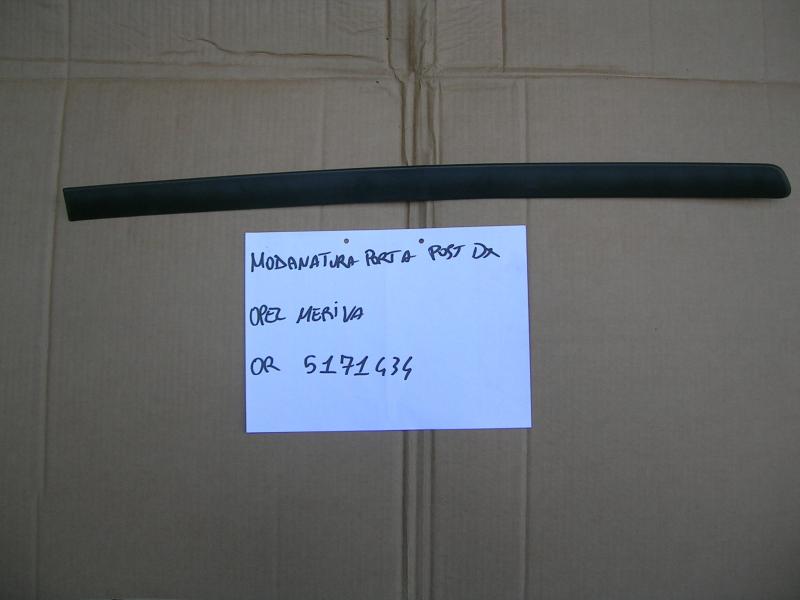 MODANATURA PORTA POST DX
OPEL MERIVA
OR 5171434